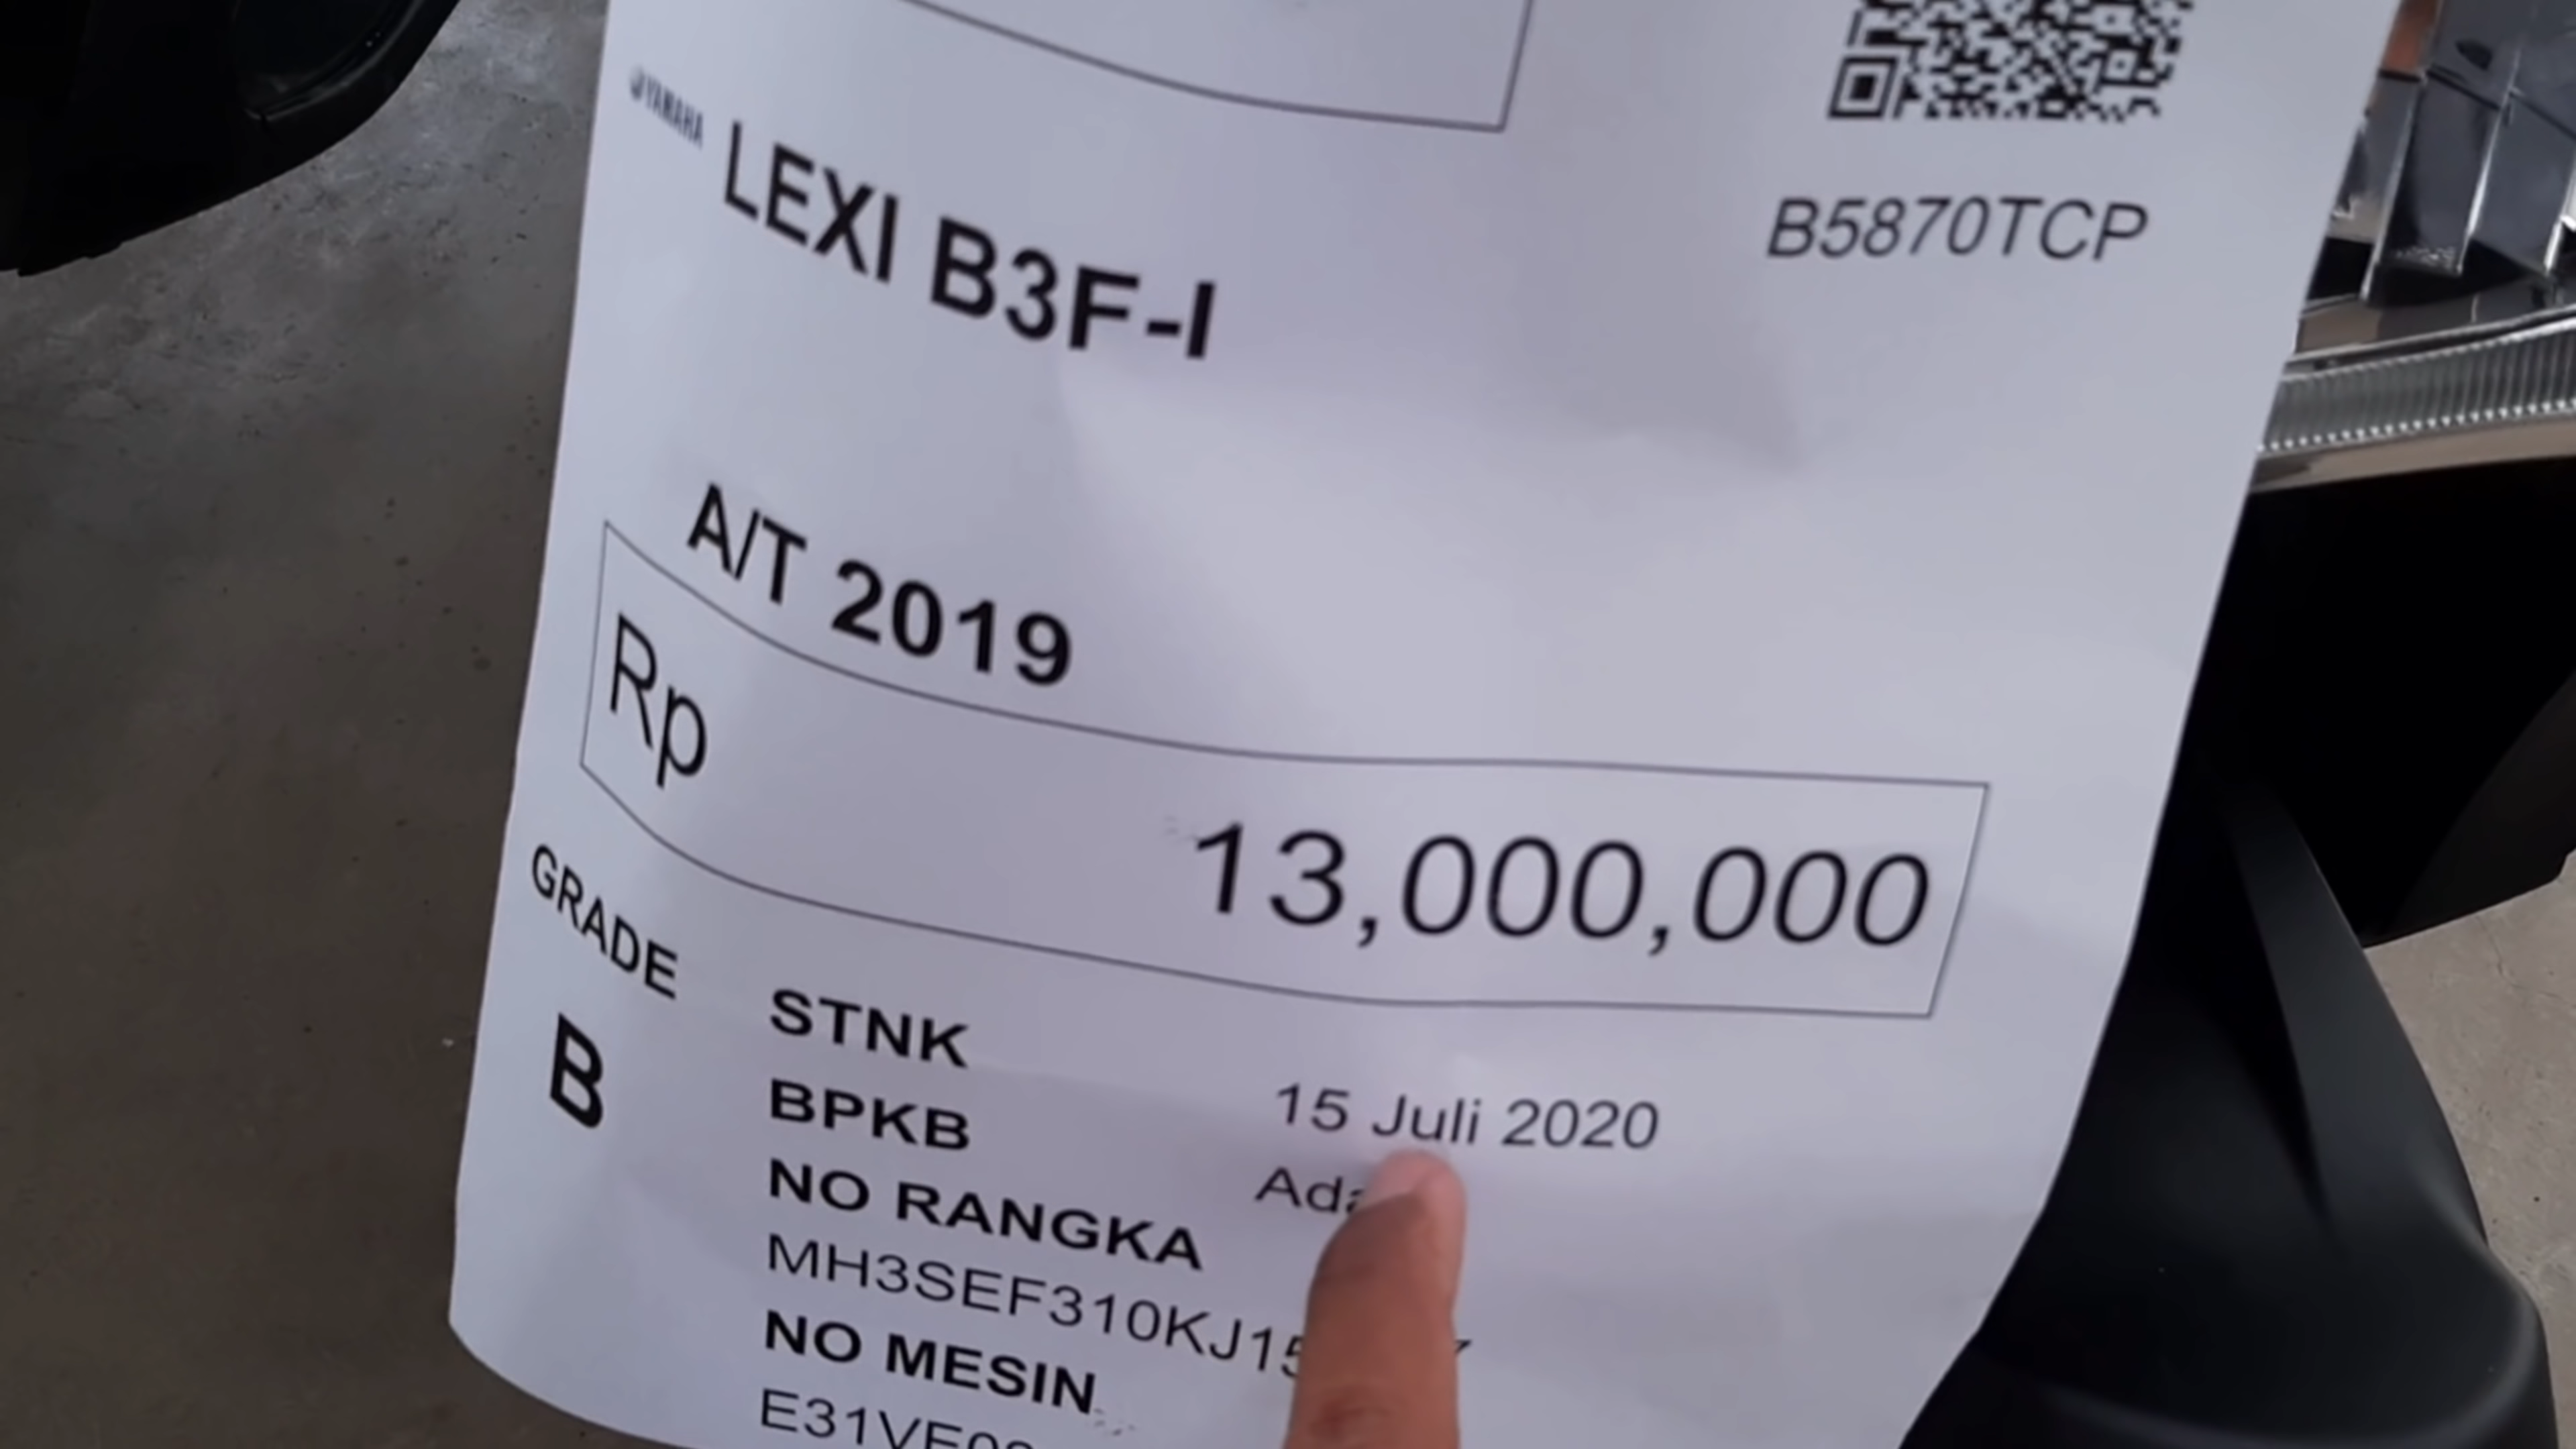 YAMAHA
LEXI B3F-I
B5870TCP
A/T 2019
Rp 13,000,000
GRADE
B
STNK 15 Juli 2020
BPKB Ada
NO RANGKA
MH3SEF310KJ15
NO MESIN